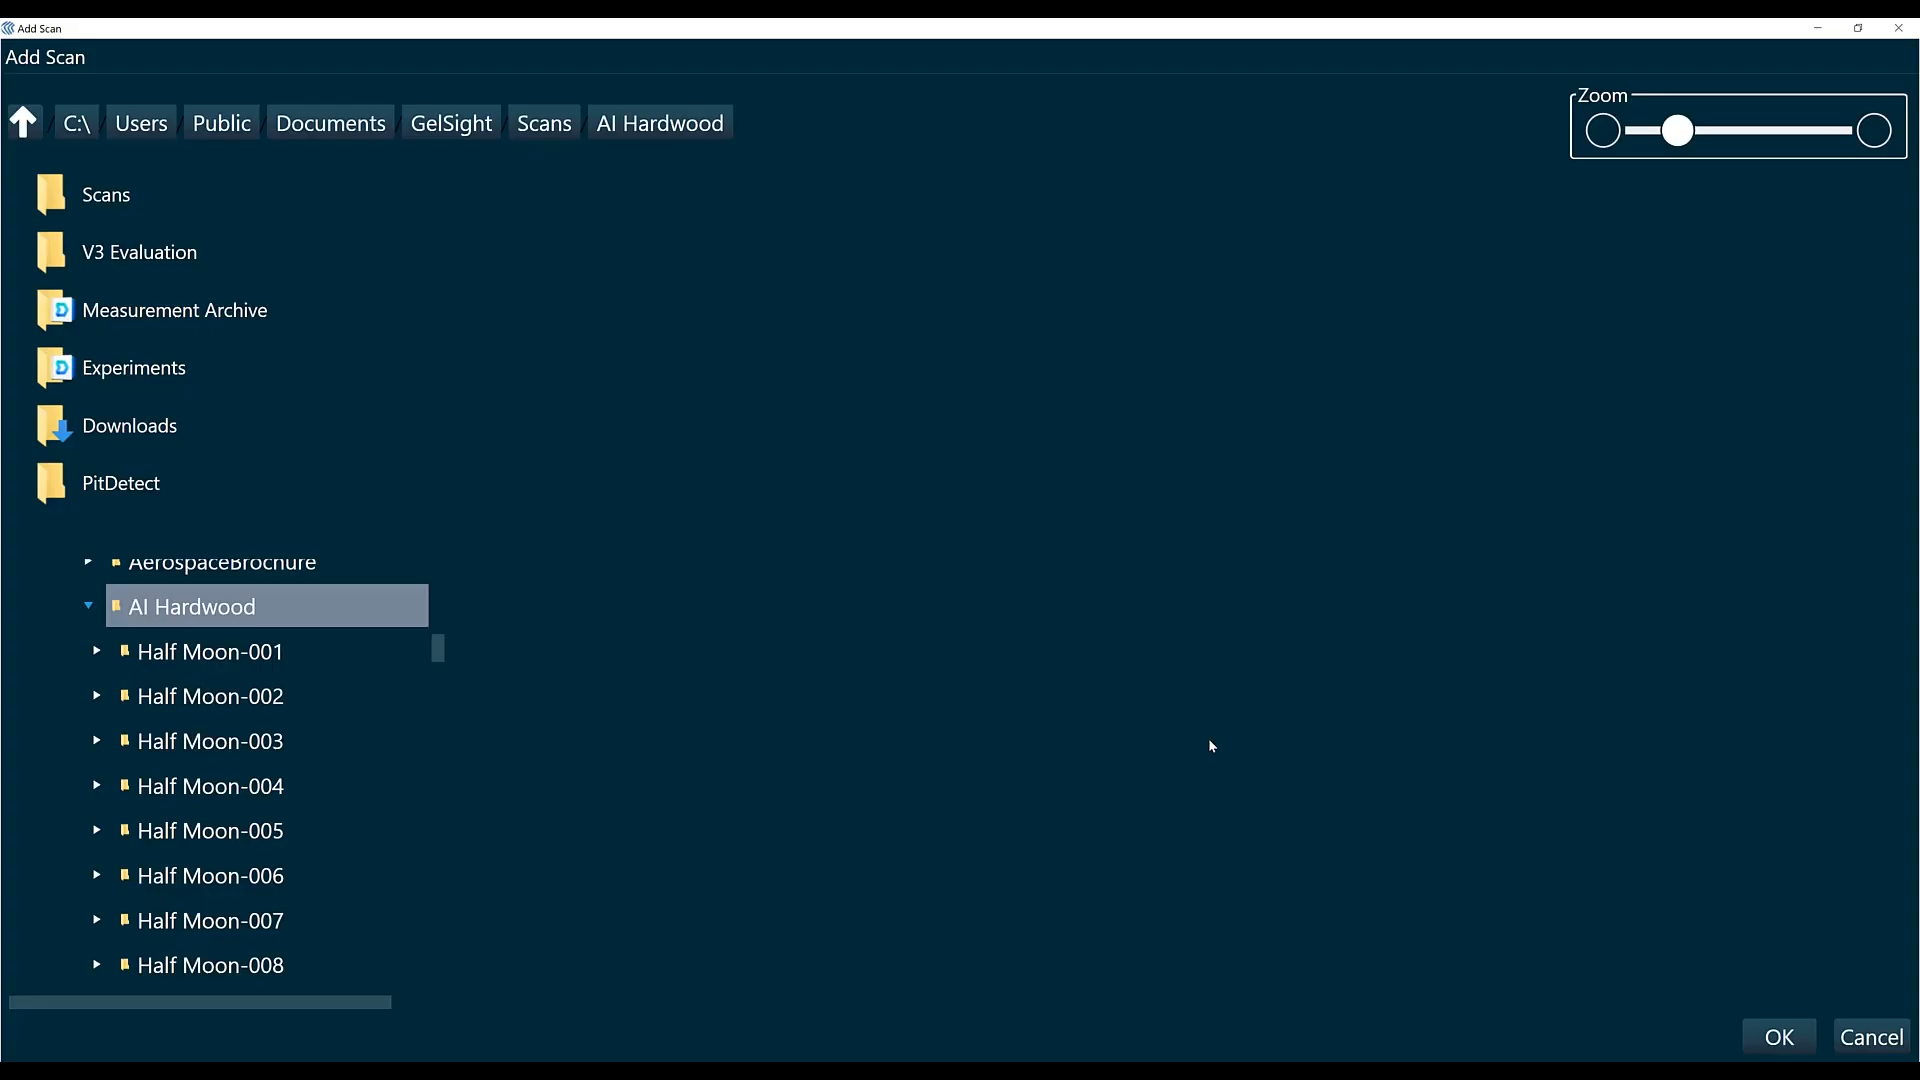 Add Scan
Add Scan
C:\ Users Public Documents GelSight Scans AI Hardwood
Zoom
Scans
V3 Evaluation
Measurement Archive
Experiments
Downloads
PitDetect
AerospaceBrochure
AI Hardwood
Half Moon-001
Half Moon-002
Half Moon-003
Half Moon-004
Half Moon-005
Half Moon-006
Half Moon-007
Half Moon-008
OK Cancel